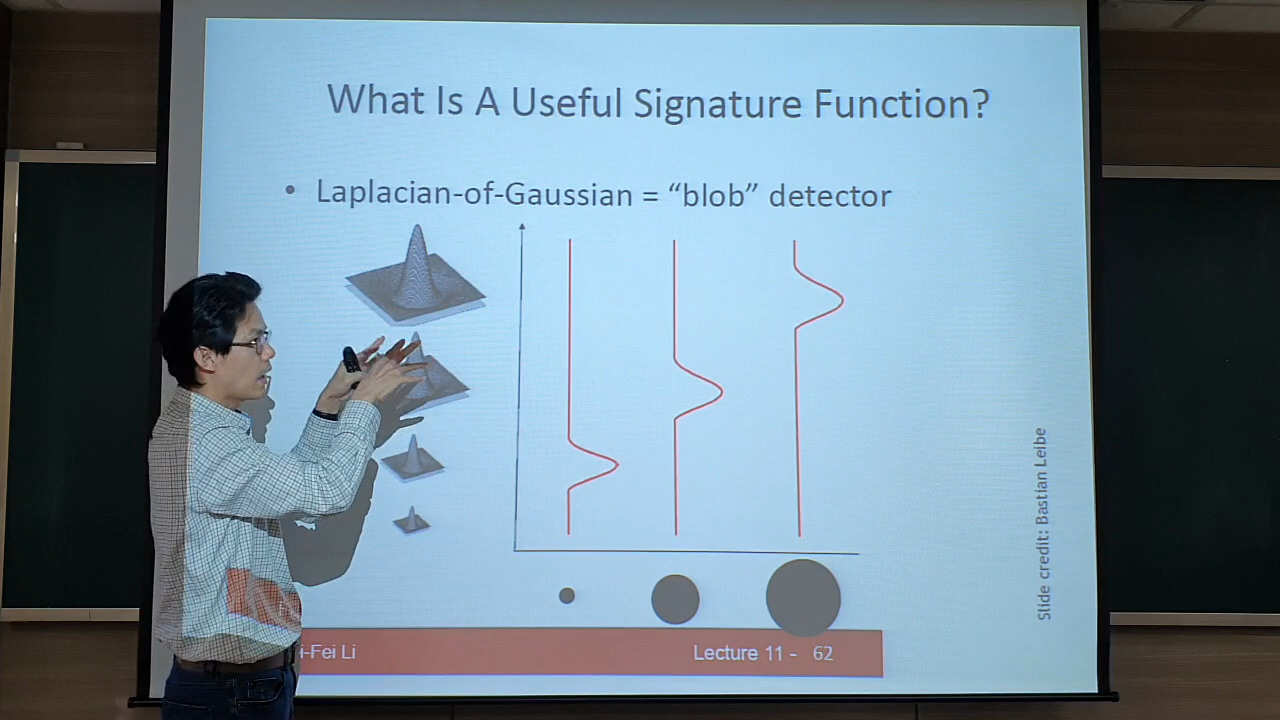 What Is A Useful Signature Function?
• Laplacian-of-Gaussian = “blob” detector
Slide credit: Bastian Leibe
i-Fei Li
Lecture 11 - 62